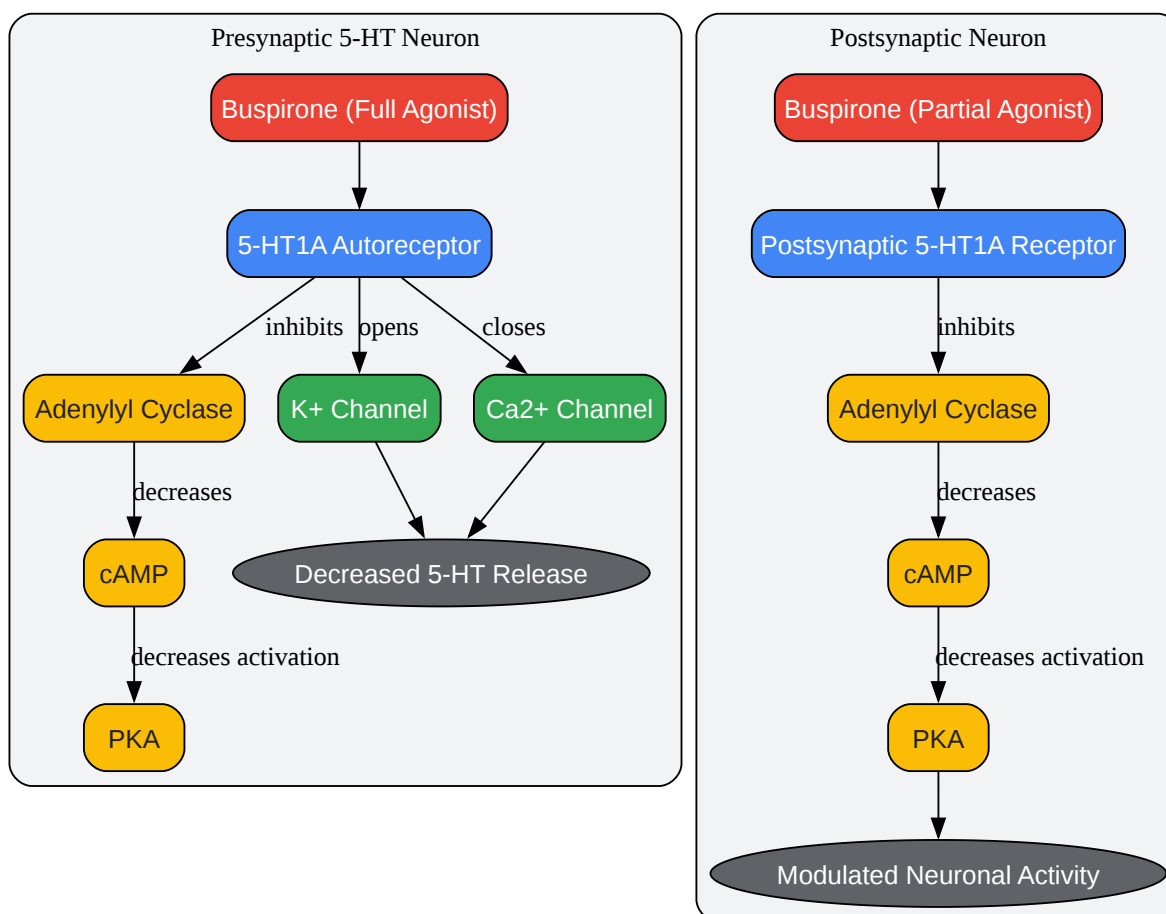 Presynaptic 5-HT Neuron
Buspirone (Full Agonist)
5-HT1A Autoreceptor
inhibits
opens
closes
Adenylyl Cyclase
K+ Channel
Ca2+ Channel
decreases
cAMP
Decreased 5-HT Release
decreases activation
PKA
Postsynaptic Neuron
Buspirone (Partial Agonist)
Postsynaptic 5-HT1A Receptor
inhibits
Adenylyl Cyclase
decreases
cAMP
decreases activation
PKA
Modulated Neuronal Activity